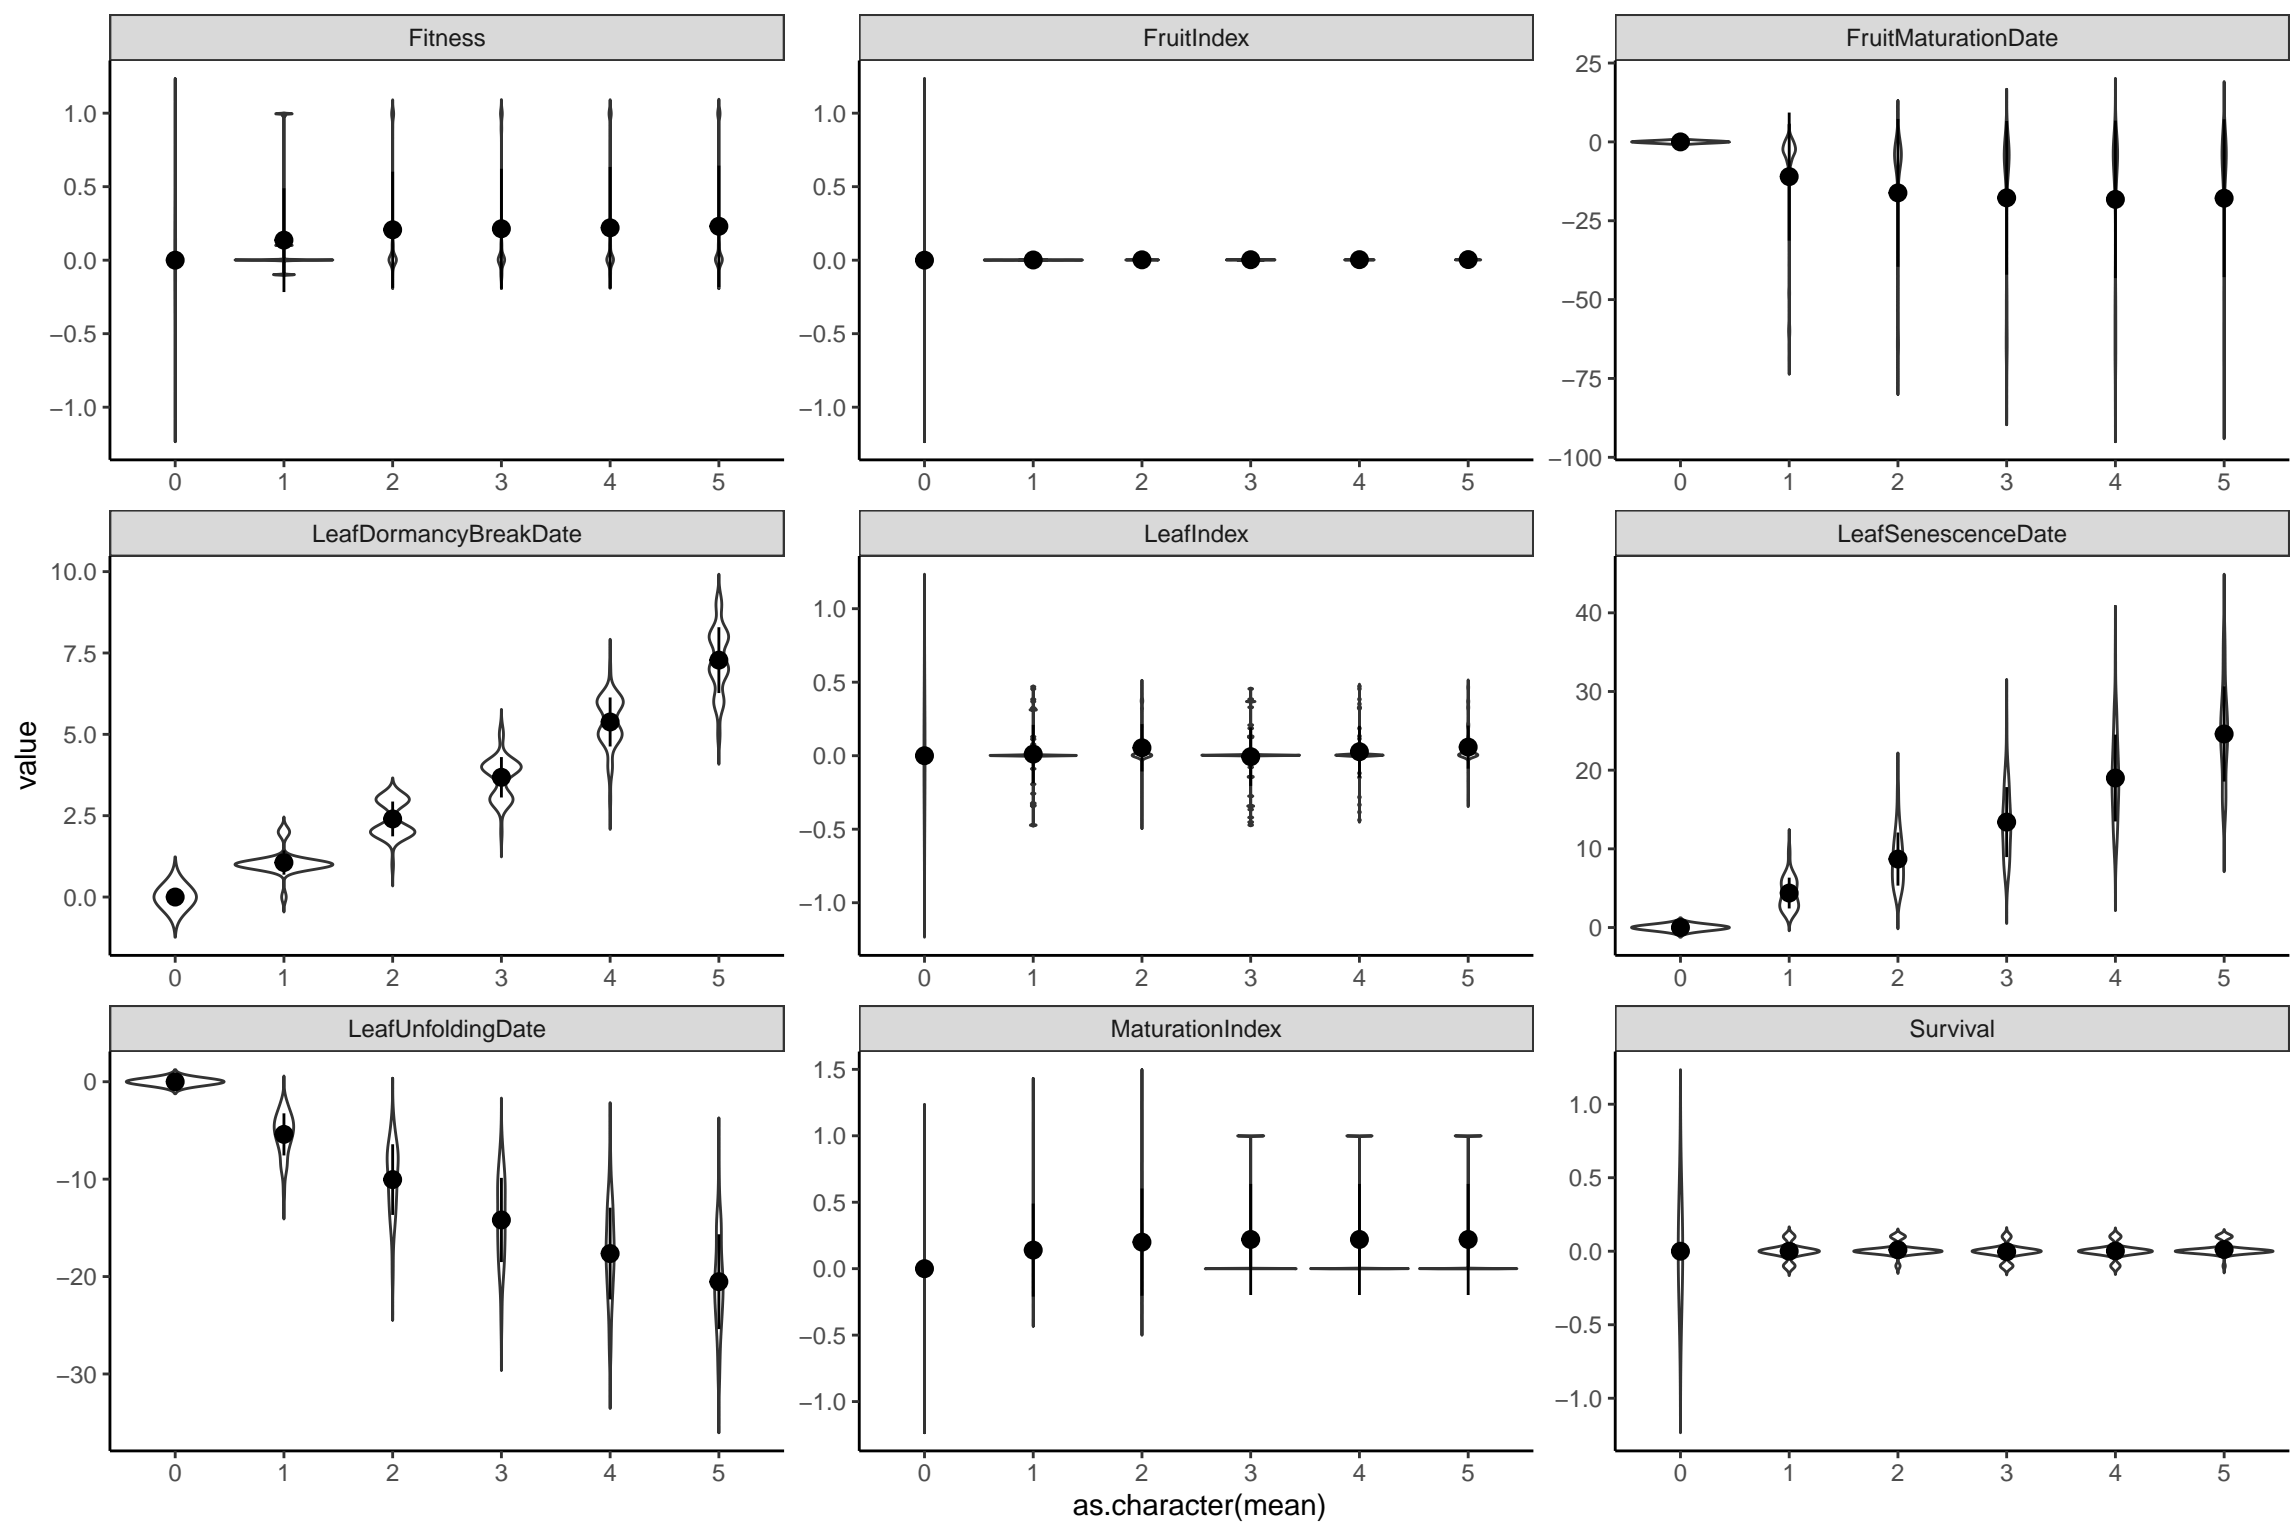 Fitness
FruitIndex
FruitMaturationDate
1.0
0.5
0.0
−0.5
−1.0
0 1 2 3 4 5
1.0
0.5
0.0
−0.5
−1.0
0 1 2 3 4 5
25
0
−25
−50
−75
−100
0 1 2 3 4 5
LeafDormancyBreakDate
LeafIndex
LeafSenescenceDate
value
10.0
7.5
5.0
2.5
0.0
0 1 2 3 4 5
1.0
0.5
0.0
−0.5
−1.0
0 1 2 3 4 5
40
30
20
10
0
0 1 2 3 4 5
LeafUnfoldingDate
MaturationIndex
Survival
0
−10
−20
−30
0 1 2 3 4 5
1.5
1.0
0.5
0.0
−0.5
−1.0
0 1 2 3 4 5
1.0
0.5
0.0
−0.5
−1.0
0 1 2 3 4 5
as.character(mean)